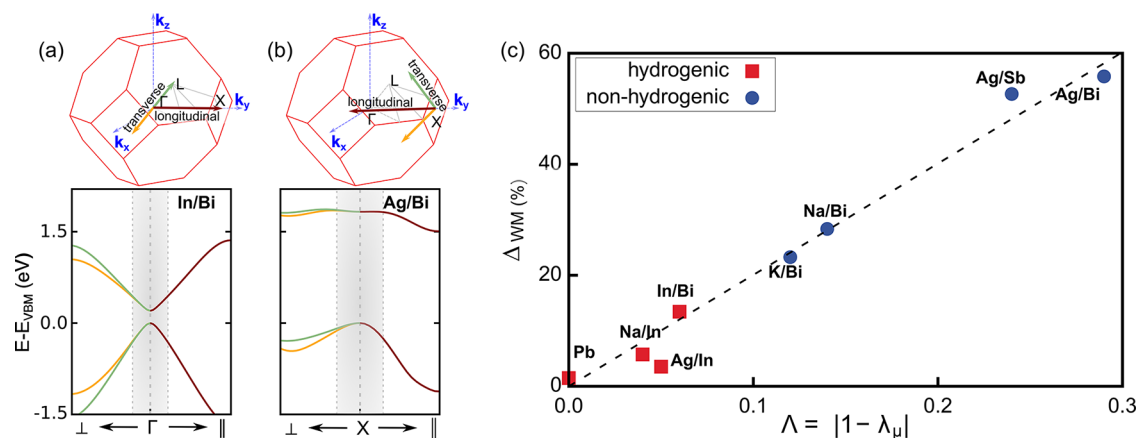 (a)
k_z
L
transverse
Γ
X
k_y
longitudinal
k_x
(b)
k_z
L
transverse
longitudinal
k_y
Γ
X
k_x
E-E_VBM (eV)
1.5
0.0
-1.5
In/Bi
⊥ Γ ||
Ag/Bi
⊥ X ||
(c)
Δ_WM (%)
60
40
20
0
hydrogenic
non-hydrogenic
Ag/Sb
Ag/Bi
Na/Bi
K/Bi
In/Bi
Na/In
Ag/In
Pb
0.0 0.1 0.2 0.3
Λ = |1− λ_μ|